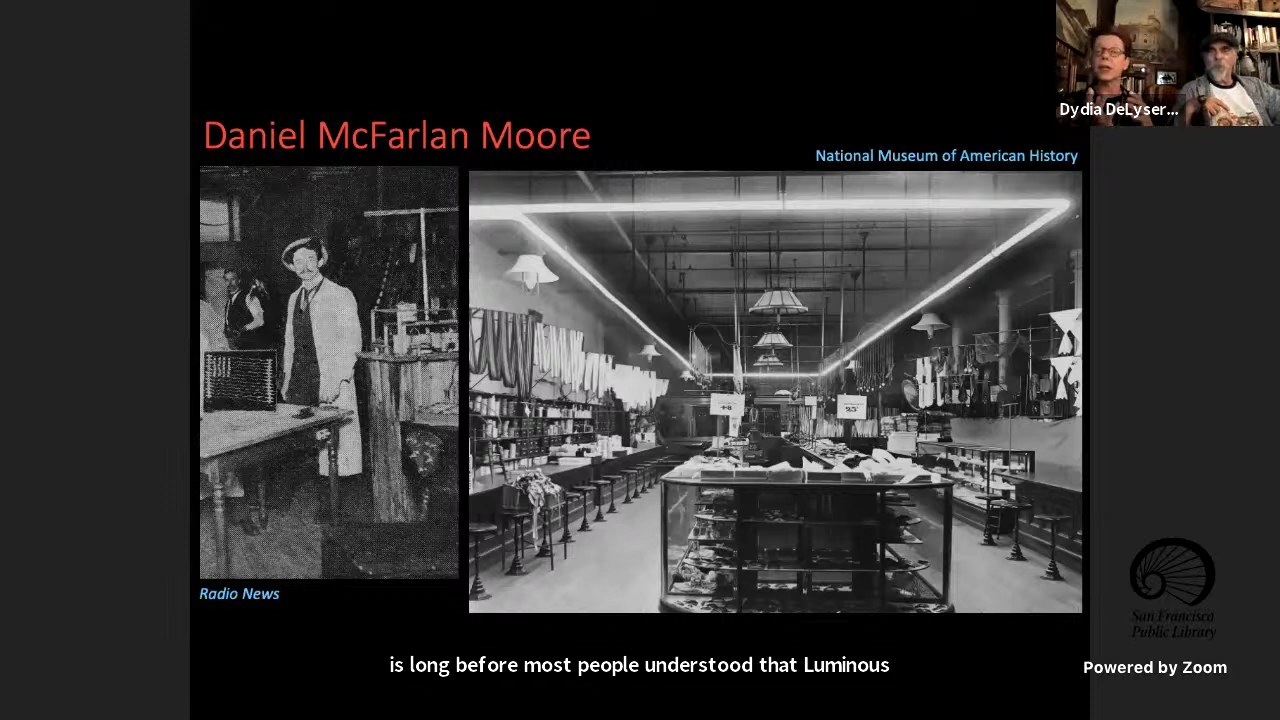 Dydia DeLyser...
Daniel McFarlan Moore
National Museum of American History
Radio News
San Francisco
Public Library
is long before most people understood that Luminous
Powered by Zoom